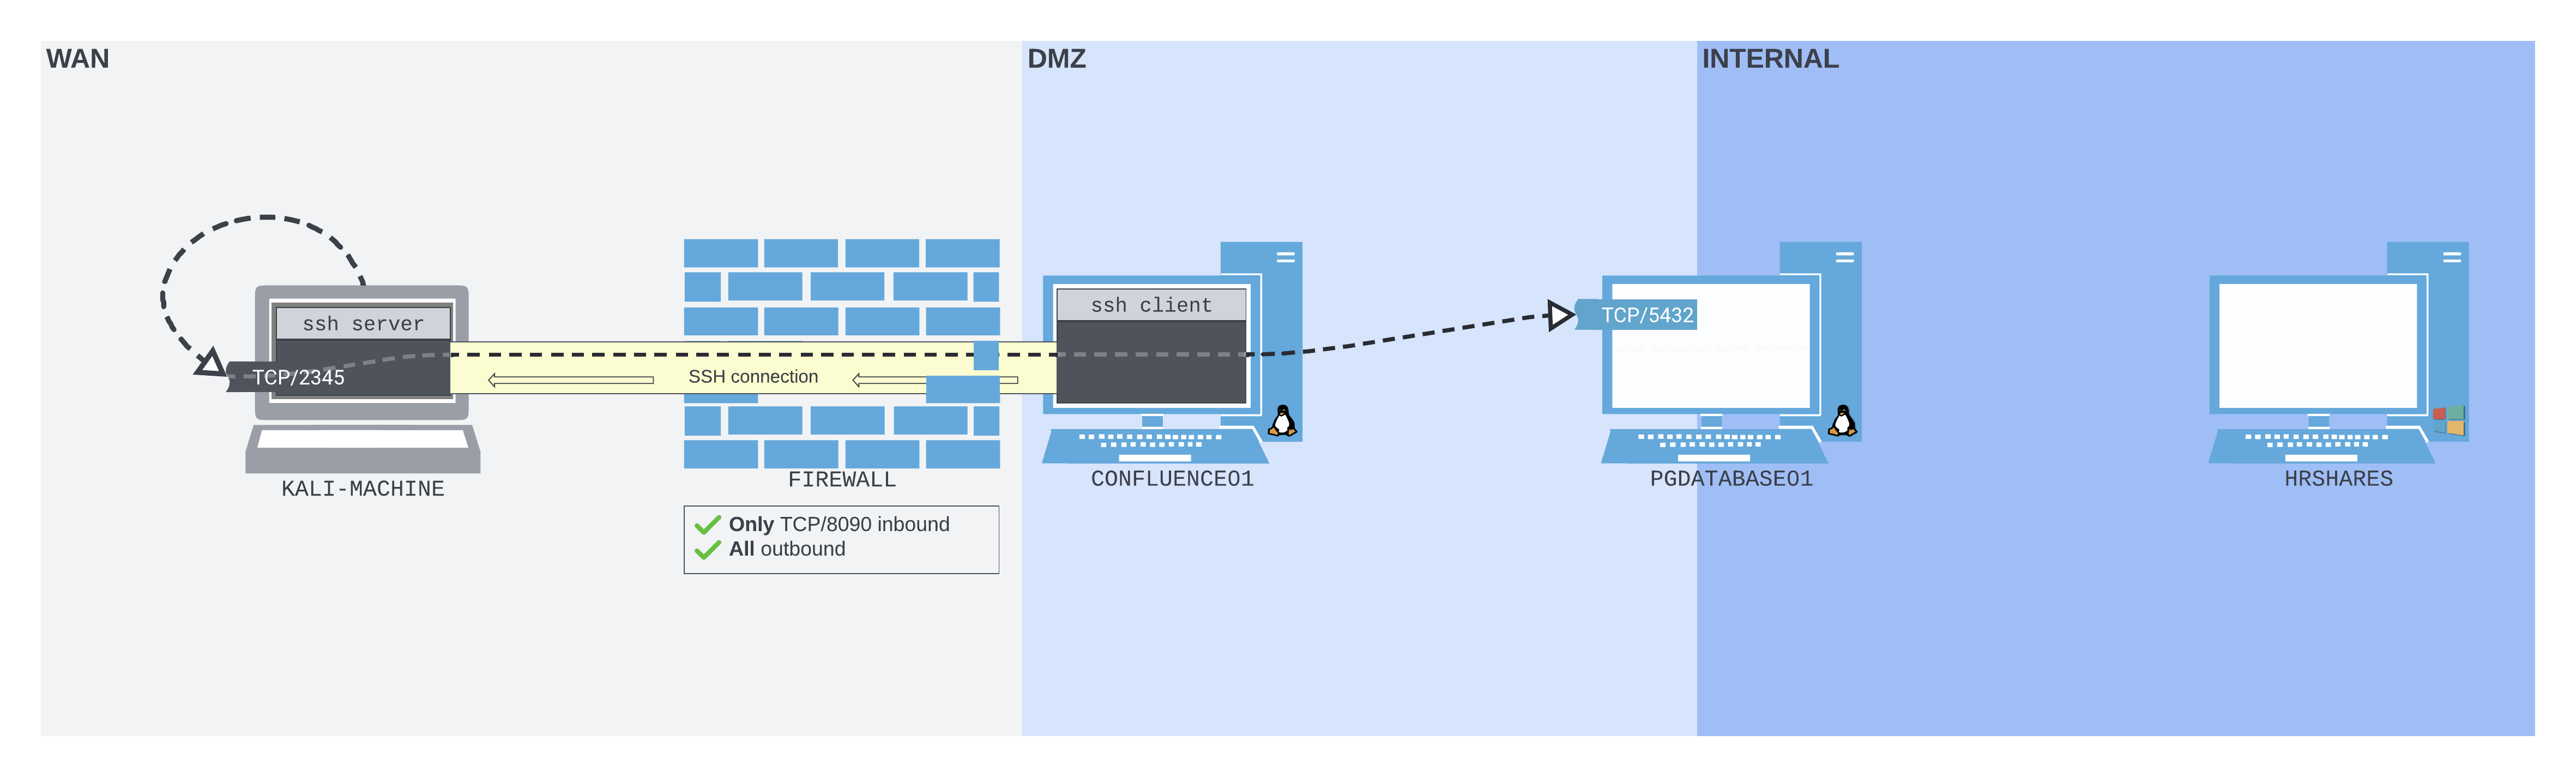 WAN
DMZ
INTERNAL
ssh server
TCP/2345
SSH connection
ssh client
TCP/5432
KALI-MACHINE
FIREWALL
CONFLUENCE01
PGDATABASE01
HRSHARES
Only TCP/8090 inbound
All outbound